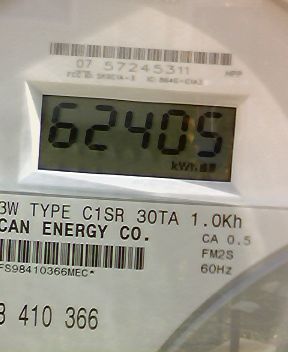 07 57245311
HPP
62405
kWh
3W TYPE C1SR 30TA 1.0Kh
CAN ENERGY CO.
CA 0.5
FM2S
60Hz
FS98410366MEC*
8 410 366